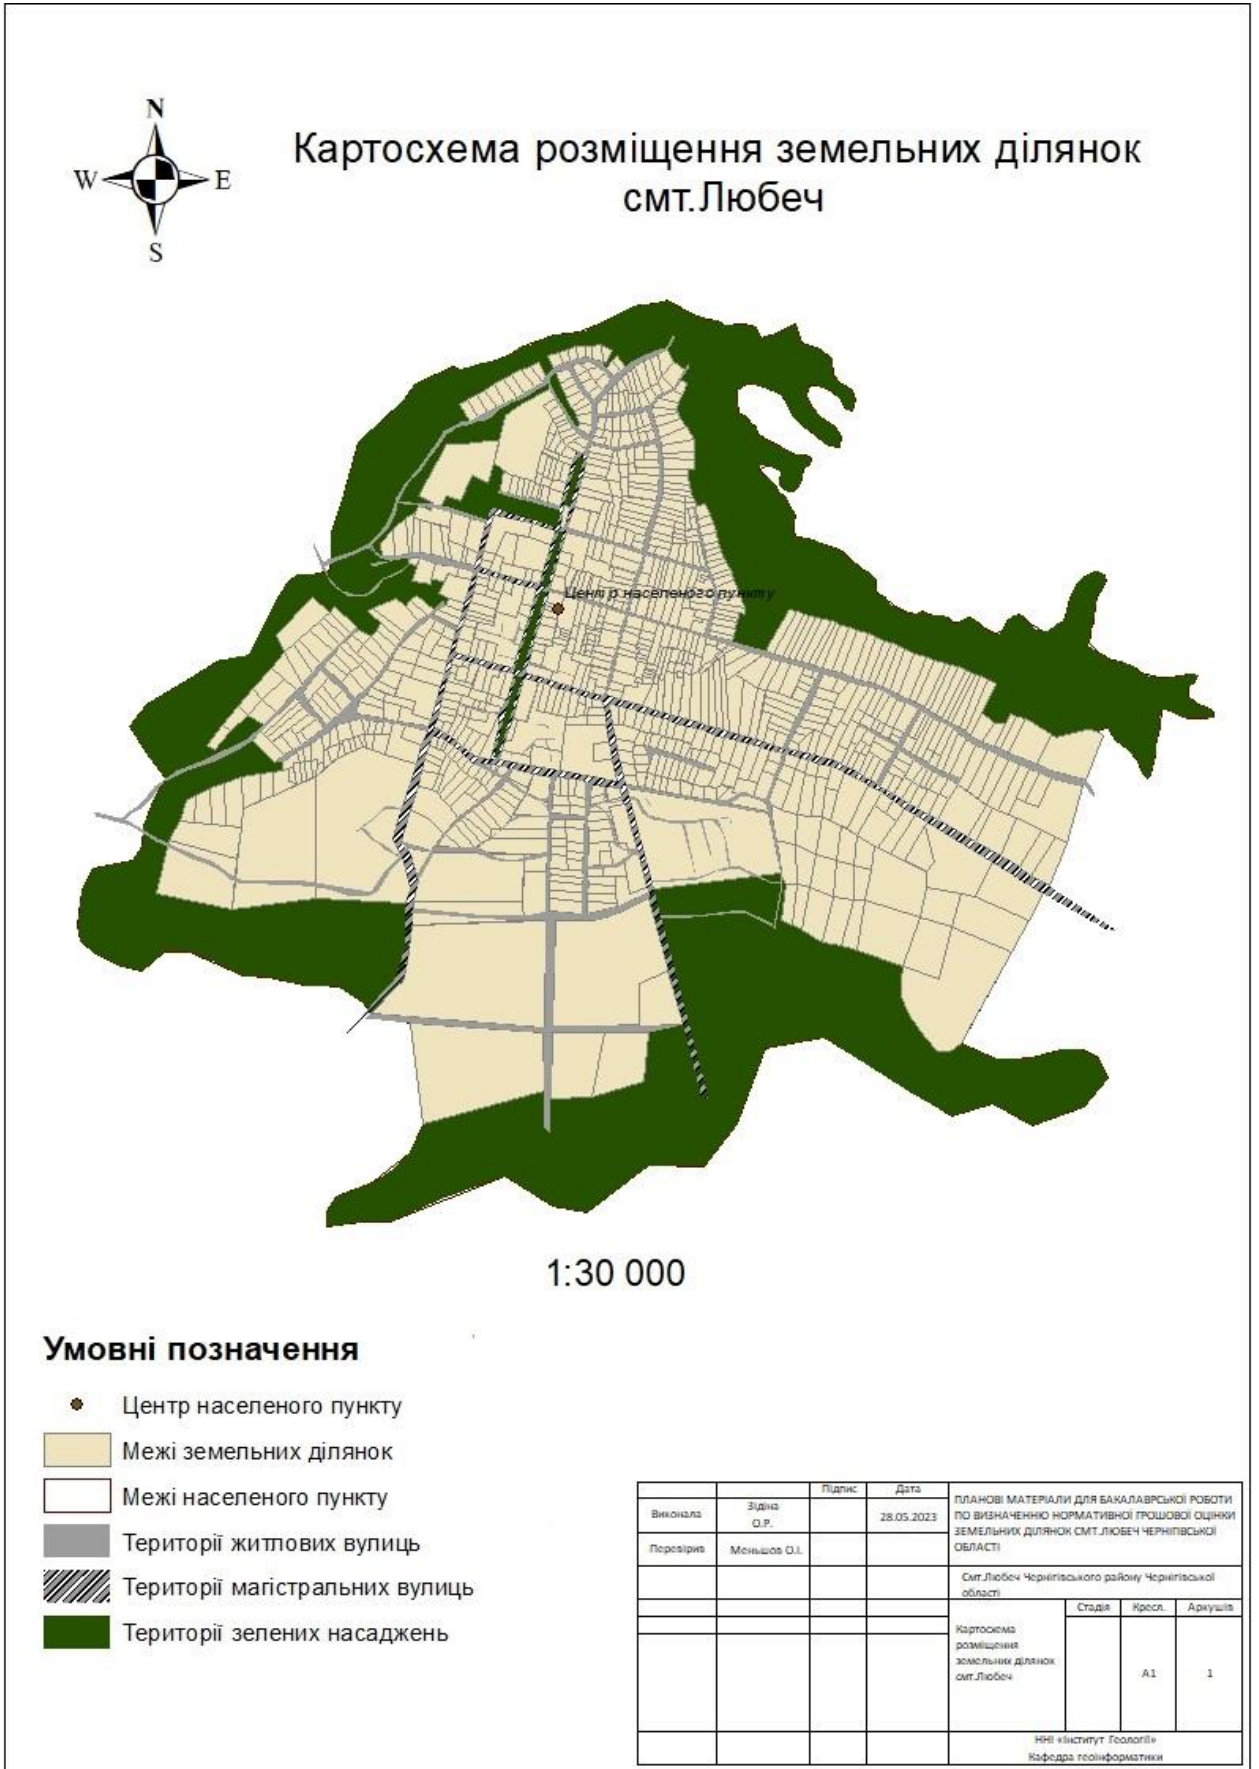 N
W E
S
Картосхема розміщення земельних ділянок
смт.Любеч
Центр населеного пункту
1:30 000
Умовні позначення
Центр населеного пункту
Межі земельних ділянок
Межі населеного пункту
Території житлових вулиць
Території магістральних вулиць
Території зелених насаджень
Підпис Дата
Виконала Зідіна О.Р. 28.05.2023
Перевірив Меньшов О.І.
ПЛАНОВІ МАТЕРІАЛИ ДЛЯ БАКАЛАВРСЬКОЇ РОБОТИ
ПО ВИЗНАЧЕННЮ НОРМАТИВНОЇ ГРОШОВОЇ ОЦІНКИ
ЗЕМЕЛЬНИХ ДІЛЯНОК СМТ.ЛЮБЕЧ ЧЕРНІГІВСЬКОЇ
ОБЛАСТІ
Смт.Любеч Чернігівського району Чернігівської
області
Стадія Кресл. Аркушів
Картосхема
розміщення
земельних ділянок
смт.Любеч
А1 1
ННІ «Інститут Геології»
Кафедра геоінформатики